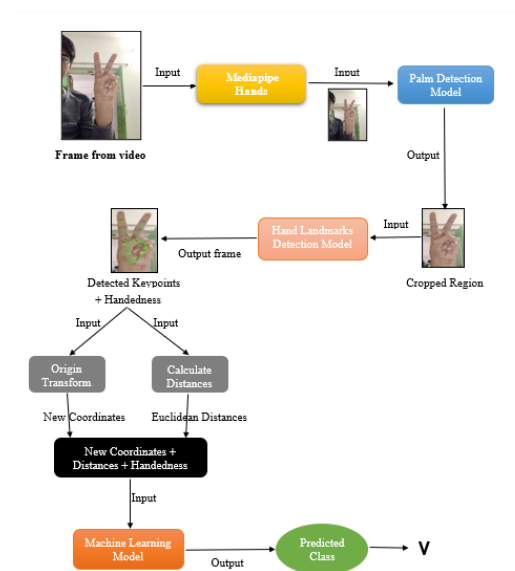 Input
Mediapipe
Hands
Input
Palm Detection
Model
Frame from video
Output
Input
Hand Landmarks
Detection Model
Output frame
Cropped Region
Detected Keypoints
+ Handedness
Input
Input
Origin
Transform
Calculate
Distances
New Coordinates
Euclidean Distances
New Coordinates +
Distances + Handedness
Input
Machine Learning
Model
Output
Predicted
Class
V